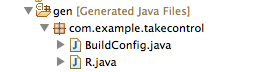 gen [Generated Java Files]
com.example.takecontrol
BuildConfig.java
R.java